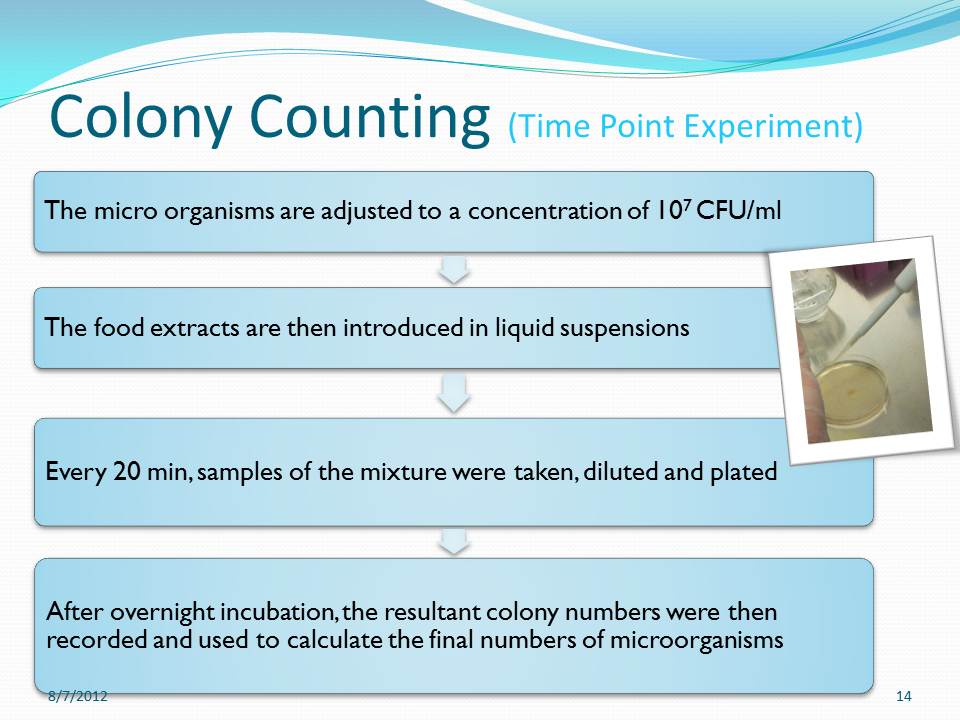 Colony Counting (Time Point Experiment)
The micro organisms are adjusted to a concentration of 10⁷ CFU/ml
The food extracts are then introduced in liquid suspensions
Every 20 min, samples of the mixture were taken, diluted and plated
After overnight incubation, the resultant colony numbers were then
recorded and used to calculate the final numbers of microorganisms
8/7/2012
14